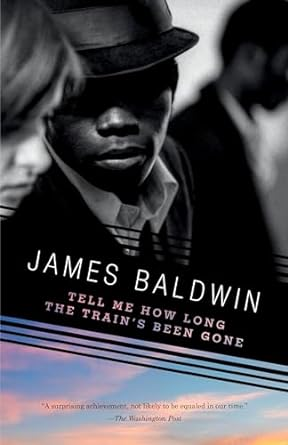 JAMES BALDWIN
TELL ME HOW LONG
THE TRAIN'S BEEN GONE
"A surprising achievement, not likely to be equaled in our time."
—The Washington Post